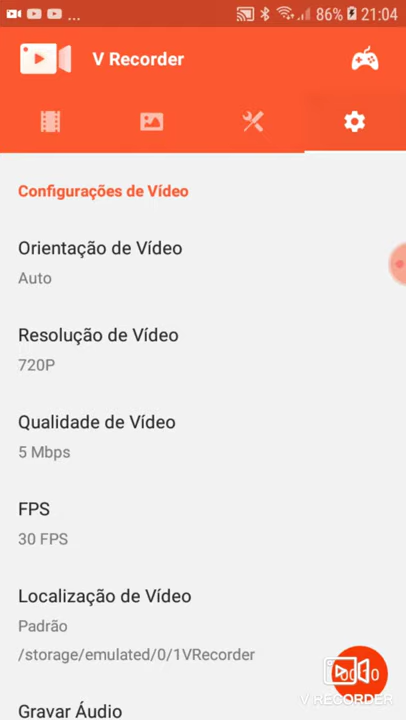 ... 86% 21:04
V Recorder
Configurações de Vídeo
Orientação de Vídeo
Auto
Resolução de Vídeo
720P
Qualidade de Vídeo
5 Mbps
FPS
30 FPS
Localização de Vídeo
Padrão
/storage/emulated/0/1VRecorder
Gravar Áudio
V RECORDER